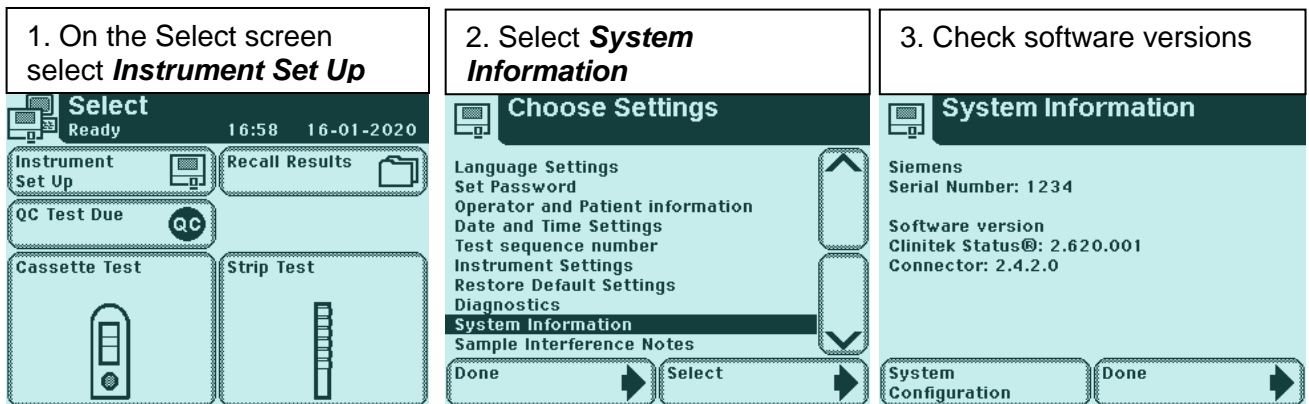 1. On the Select screen
select Instrument Set Up
Select
Ready 16:58 16-01-2020
Instrument
Set Up
Recall Results
QC Test Due
QC
Cassette Test
Strip Test
2. Select System
Information
Choose Settings
Language Settings
Set Password
Operator and Patient information
Date and Time Settings
Test sequence number
Instrument Settings
Restore Default Settings
Diagnostics
System Information
Sample Interference Notes
Done
Select
3. Check software versions
System Information
Siemens
Serial Number: 1234
Software version
Clinitek Status®: 2.620.001
Connector: 2.4.2.0
System
Configuration
Done